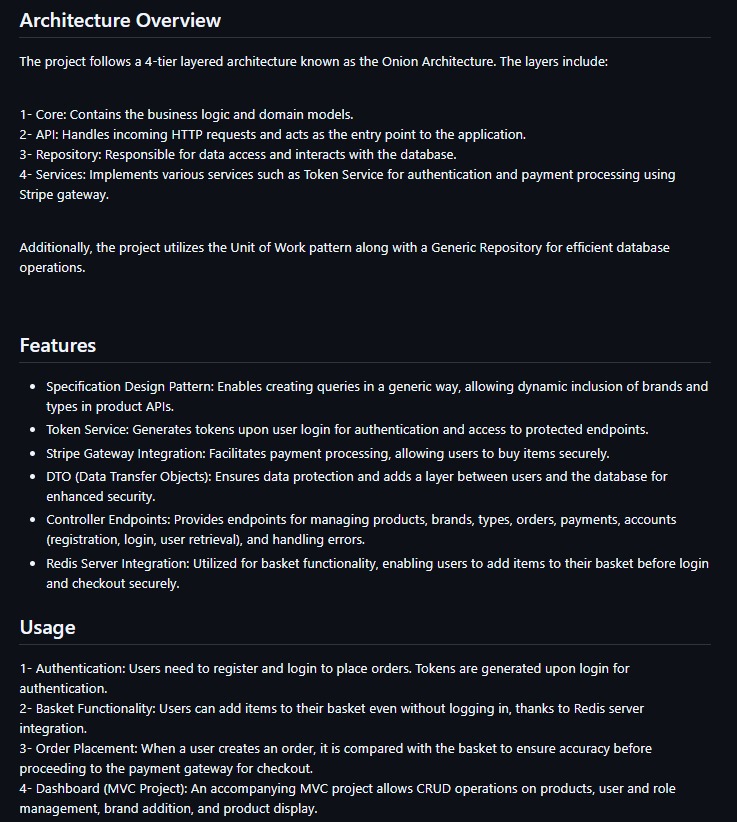 Architecture Overview
The project follows a 4-tier layered architecture known as the Onion Architecture. The layers include:
1- Core: Contains the business logic and domain models.
2- API: Handles incoming HTTP requests and acts as the entry point to the application.
3- Repository: Responsible for data access and interacts with the database.
4- Services: Implements various services such as Token Service for authentication and payment processing using
Stripe gateway.
Additionally, the project utilizes the Unit of Work pattern along with a Generic Repository for efficient database
operations.
Features
• Specification Design Pattern: Enables creating queries in a generic way, allowing dynamic inclusion of brands and
types in product APIs.
• Token Service: Generates tokens upon user login for authentication and access to protected endpoints.
• Stripe Gateway Integration: Facilitates payment processing, allowing users to buy items securely.
• DTO (Data Transfer Objects): Ensures data protection and adds a layer between users and the database for
enhanced security.
• Controller Endpoints: Provides endpoints for managing products, brands, types, orders, payments, accounts
(registration, login, user retrieval), and handling errors.
• Redis Server Integration: Utilized for basket functionality, enabling users to add items to their basket before login
and checkout securely.
Usage
1- Authentication: Users need to register and login to place orders. Tokens are generated upon login for
authentication.
2- Basket Functionality: Users can add items to their basket even without logging in, thanks to Redis server
integration.
3- Order Placement: When a user creates an order, it is compared with the basket to ensure accuracy before
proceeding to the payment gateway for checkout.
4- Dashboard (MVC Project): An accompanying MVC project allows CRUD operations on products, user and role
management, brand addition, and product display.